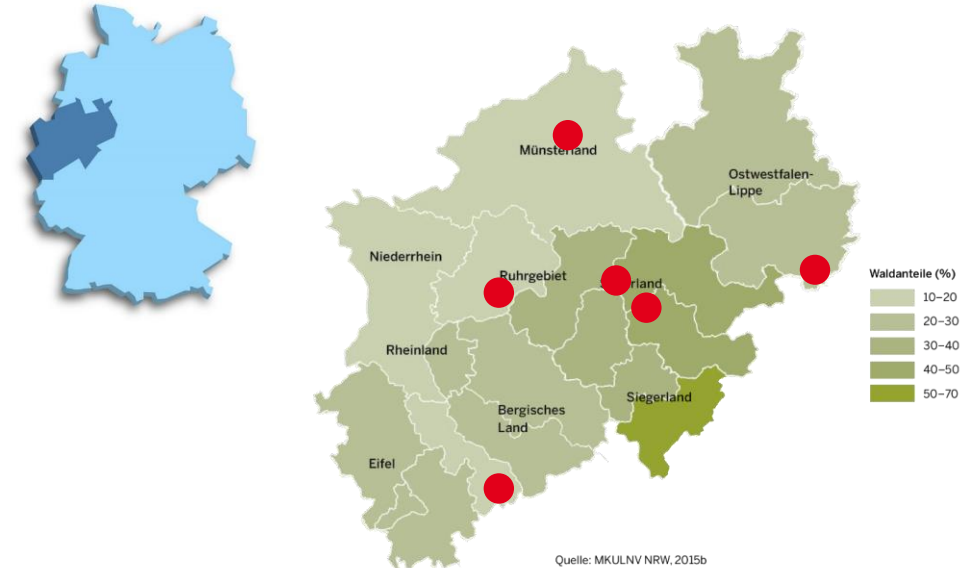 Münsterland
Ostwestfalen-
Lippe
Niederrhein
Ruhrgebiet
Waldanteile (%)
10–20
20–30
30–40
40–50
50–70
Rheinland
Siegerland
Bergisches
Land
Eifel
Quelle: MKULNV NRW, 2015b